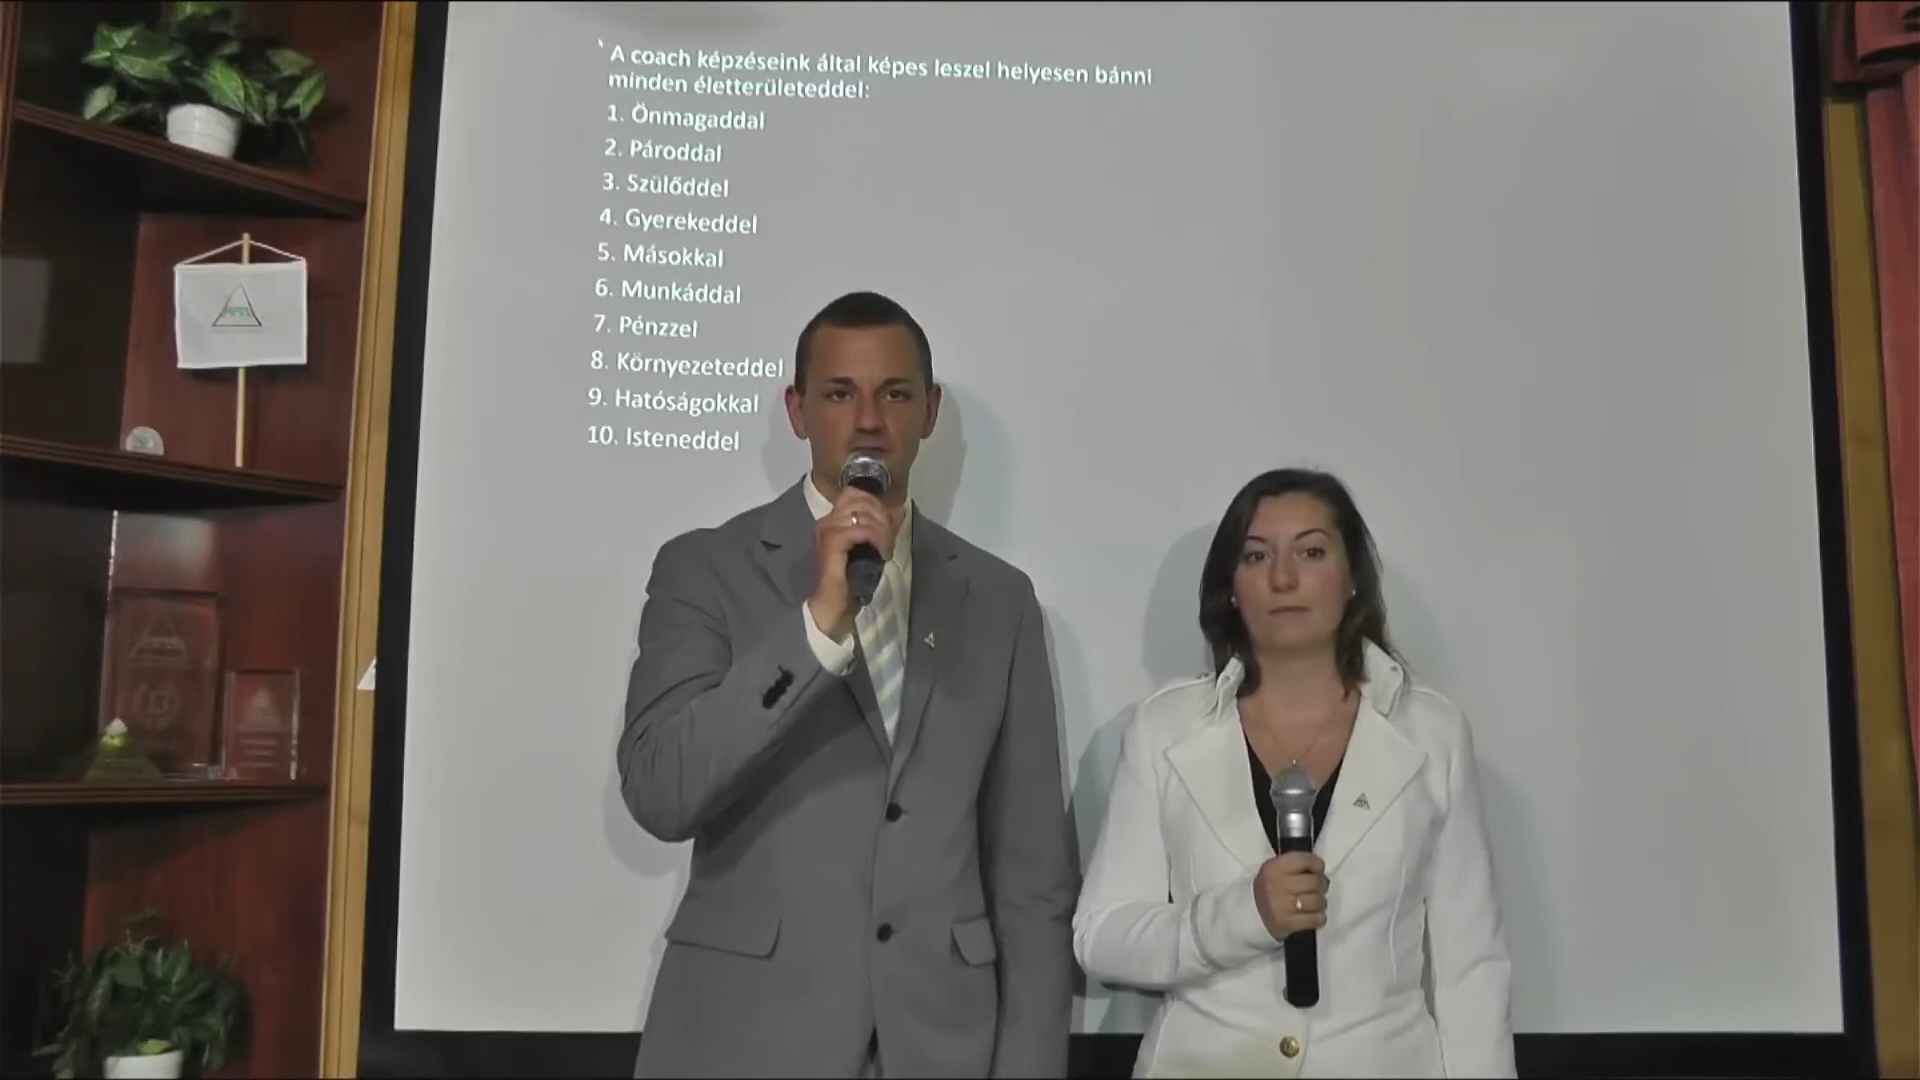 A coach képzéseink által képes leszel helyesen bánni
minden életterületeddel:
1. Önmagaddal
2. Pároddal
3. Szülőddel
4. Gyerekeddel
5. Másokkal
6. Munkáddal
7. Pénzzel
8. Környezeteddel
9. Hatóságokkal
10. Isteneddel